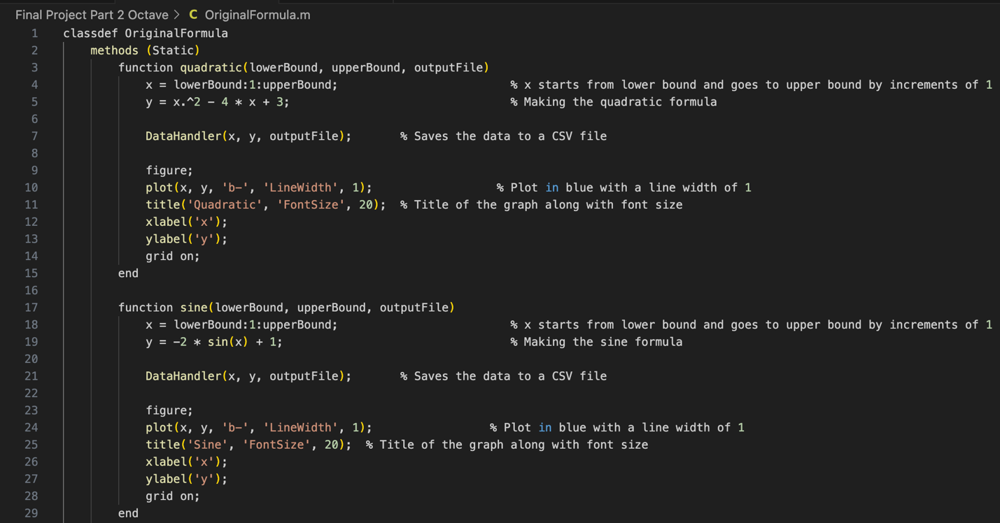 Final Project Part 2 Octave > C OriginalFormula.m
1 classdef OriginalFormula
2 methods (Static)
3 function quadratic(lowerBound, upperBound, outputFile)
4 x = lowerBound:1:upperBound; % x starts from lower bound and goes to upper bound by increments of 1
5 y = x.^2 - 4 * x + 3; % Making the quadratic formula
6
7 DataHandler(x, y, outputFile); % Saves the data to a CSV file
8
9 figure;
10 plot(x, y, 'b-', 'LineWidth', 1); % Plot in blue with a line width of 1
11 title('Quadratic', 'FontSize', 20); % Title of the graph along with font size
12 xlabel('x');
13 ylabel('y');
14 grid on;
15 end
16
17 function sine(lowerBound, upperBound, outputFile)
18 x = lowerBound:1:upperBound; % x starts from lower bound and goes to upper bound by increments of 1
19 y = -2 * sin(x) + 1; % Making the sine formula
20
21 DataHandler(x, y, outputFile); % Saves the data to a CSV file
22
23 figure;
24 plot(x, y, 'b-', 'LineWidth', 1); % Plot in blue with a line width of 1
25 title('Sine', 'FontSize', 20); % Title of the graph along with font size
26 xlabel('x');
27 ylabel('y');
28 grid on;
29 end